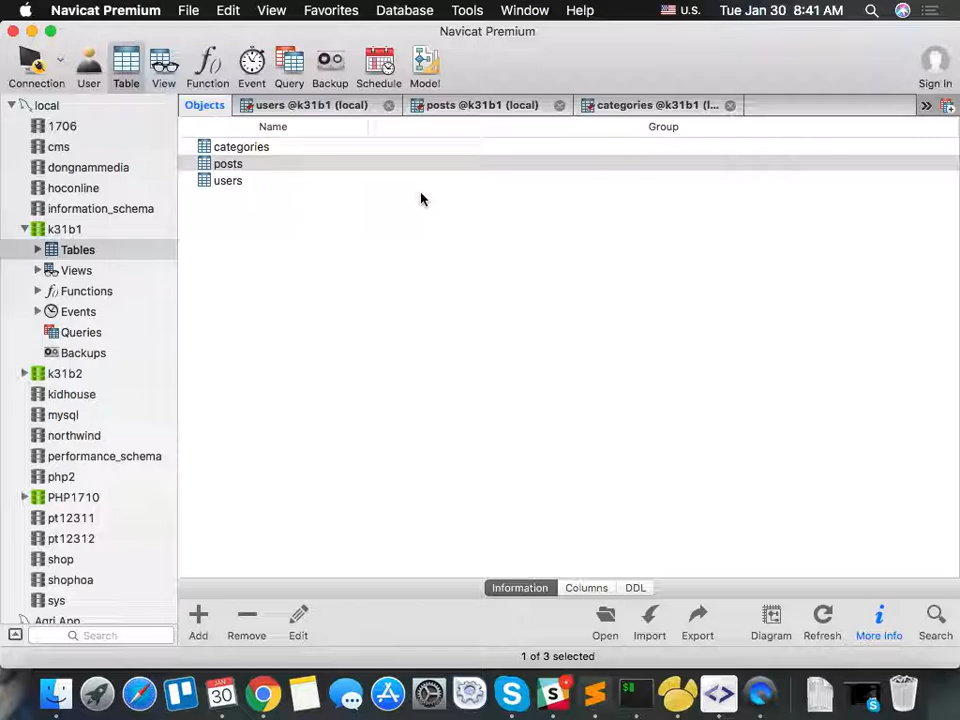 Navicat Premium File Edit View Favorites Database Tools Window Help U.S. Tue Jan 30 8:41 AM
Navicat Premium
Connection User Table View Function Event Query Backup Schedule Model Sign In
Objects users @k31b1 (local) posts @k31b1 (local) categories @k31b1 (l...
Name Group
categories
posts
users
local
1706
cms
dongnammedia
hoconline
information_schema
k31b1
Tables
Views
Functions
Events
Queries
Backups
k31b2
kidhouse
mysql
northwind
performance_schema
php2
PHP1710
pt12311
pt12312
shop
shophoa
sys
Agri App
Search
Information Columns DDL
Add Remove Edit Open Import Export Diagram Refresh More Info Search
1 of 3 selected
30